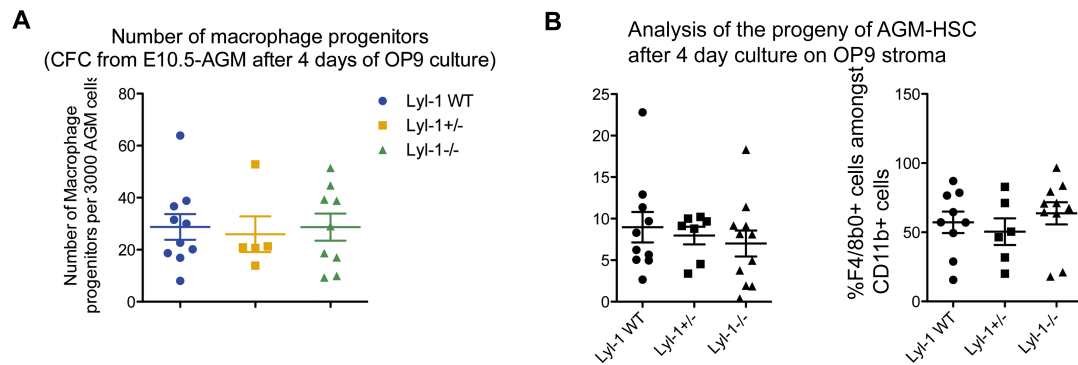 A
Number of macrophage progenitors
(CFC from E10.5-AGM after 4 days of OP9 culture)
Number of Macrophage
progenitors per 3000 AGM cells
80
60
40
20
0
Lyl-1 WT
Lyl-1+/-
Lyl-1-/-
B
Analysis of the progeny of AGM-HSC
after 4 day culture on OP9 stroma
25
20
15
10
5
0
Lyl-1 WT
Lyl-1+/-
Lyl-1-/-
%F4/8b0+ cells amongst
CD11b+ cells
150
100
50
0
Lyl-1 WT
Lyl-1+/-
Lyl-1-/-